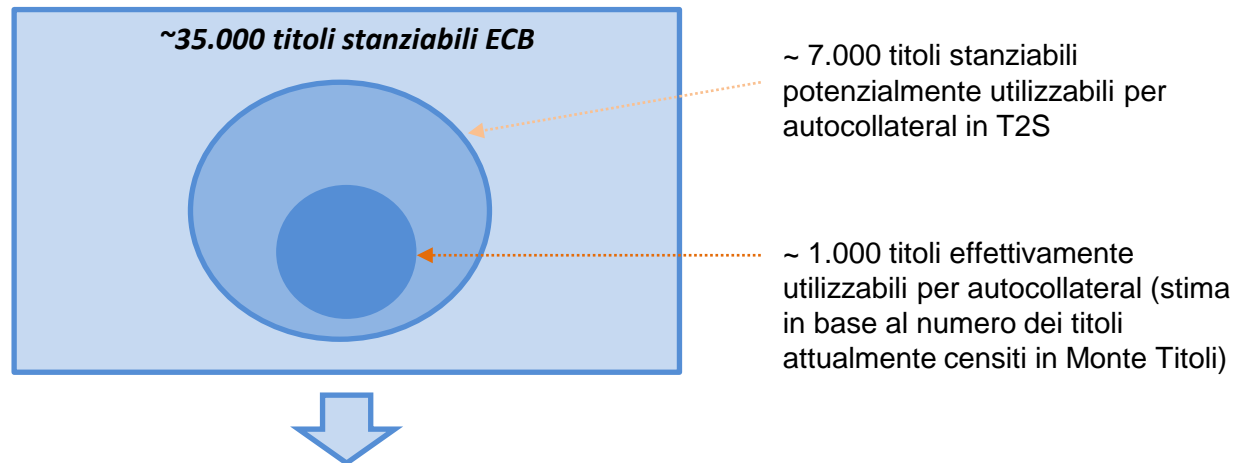 ~35.000 titoli stanziabili ECB
~ 7.000 titoli stanziabili
potenzialmente utilizzabili per
autocollateral in T2S
~ 1.000 titoli effettivamente
utilizzabili per autocollateral (stima
in base al numero dei titoli
attualmente censiti in Monte Titoli)